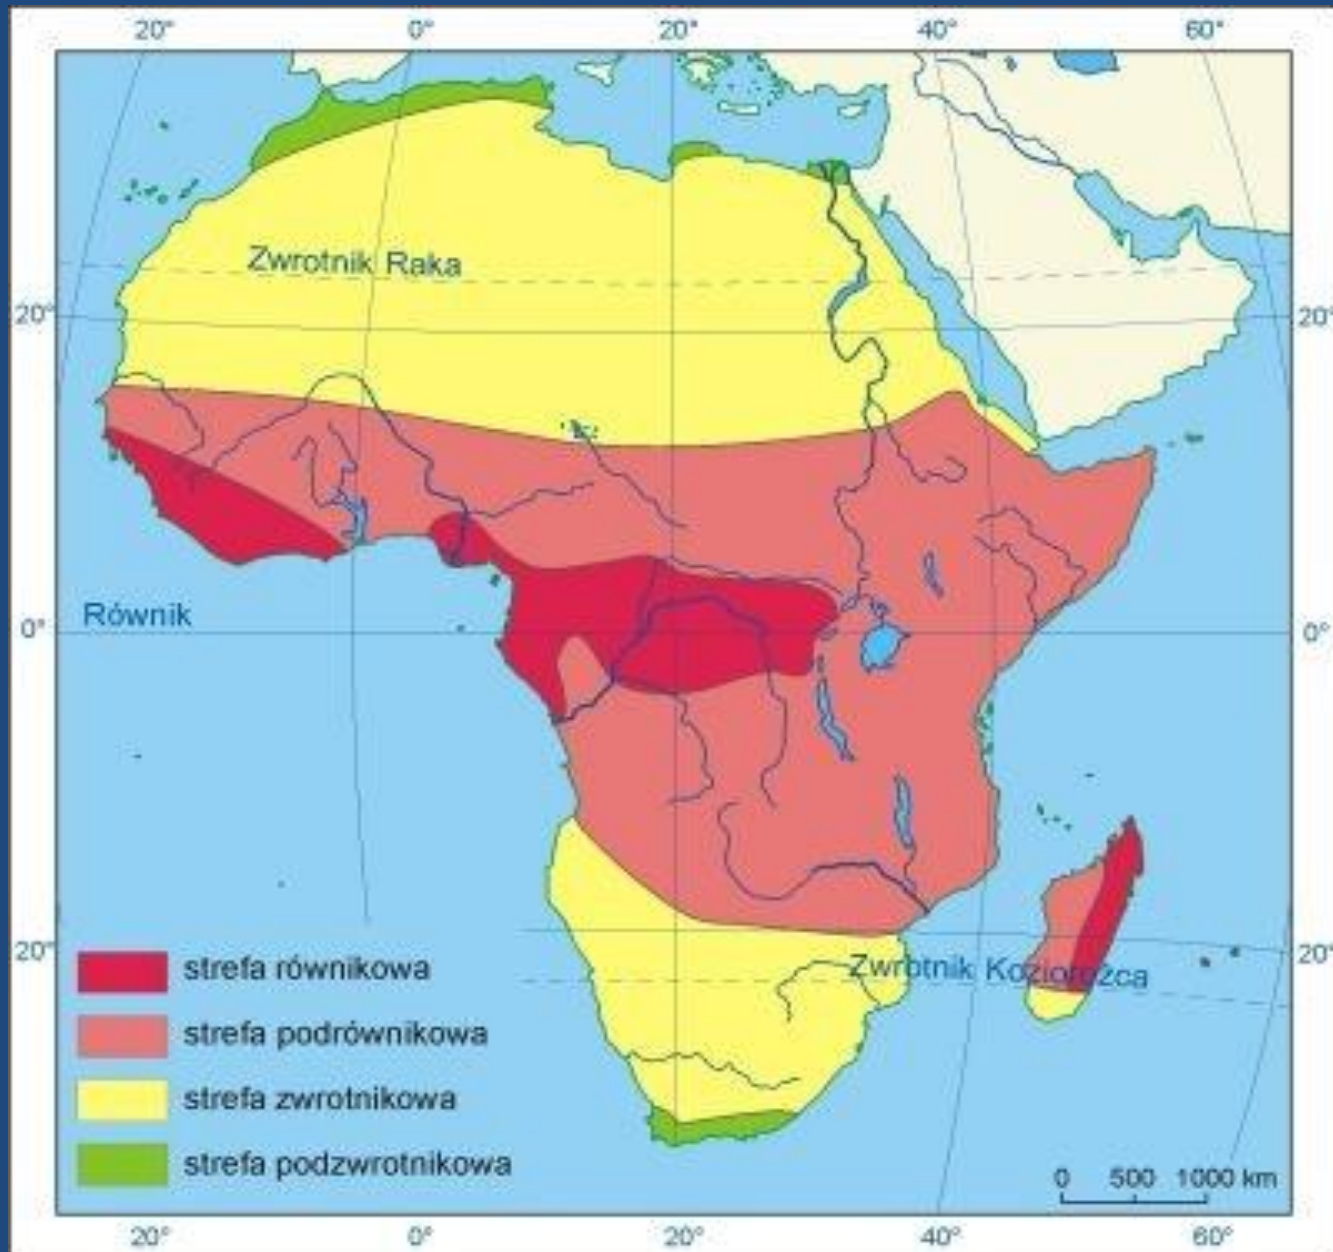 20° 0° 20° 40° 60°
Zwrotnik Raka
20° 20°
Równik
0° 0°
20° 20°
Zwrotnik Koziorożca
strefa równikowa
strefa podrównikowa
strefa zwrotnikowa
strefa podzwrotnikowa
0 500 1000 km
20° 0° 20° 40° 60°